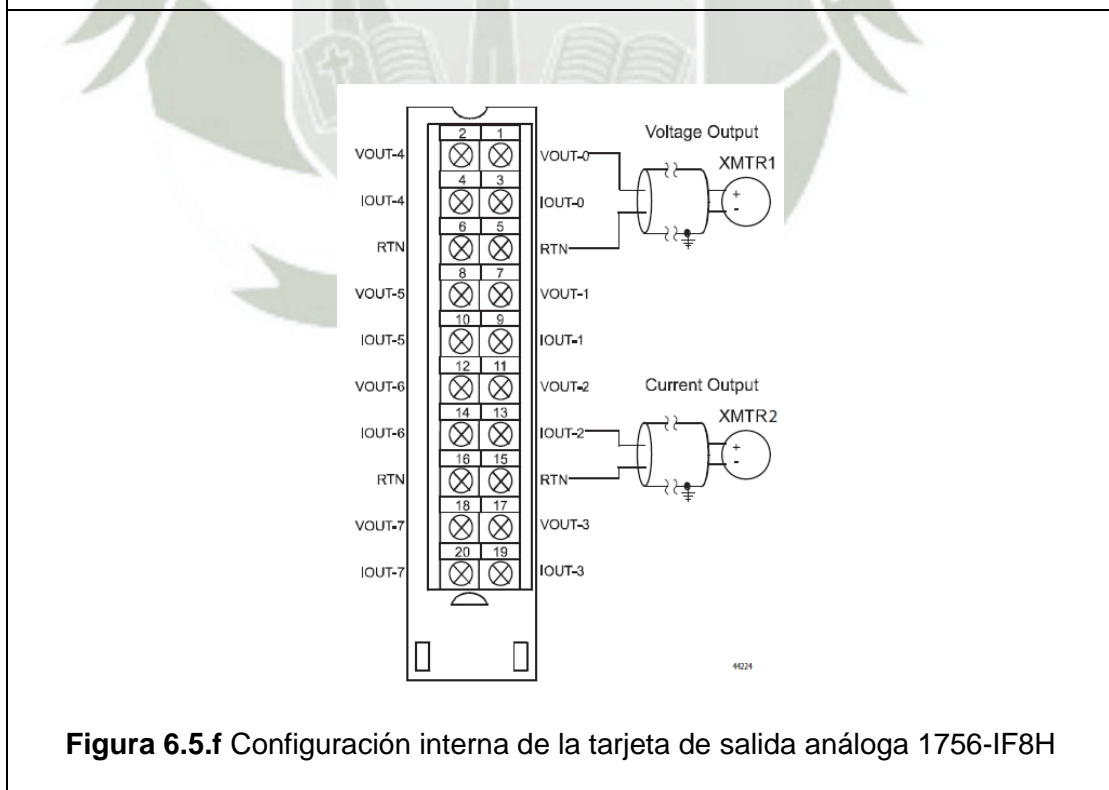 Voltage Output
2 1
VOUT-4 VOUT-0 XMTR1
+
4 3
IOUT-4 IOUT-0
-
6 5
RTN RTN
8 7
VOUT-5 VOUT-1
10 9
IOUT-5 IOUT-1
12 11
VOUT-6 VOUT-2 Current Output
14 13
XMTR2
IOUT-6 IOUT-2
+
-
16 15
RTN RTN
18 17
VOUT-7 VOUT-3
20 19
IOUT-7 IOUT-3
44224
Figura 6.5.f Configuración interna de la tarjeta de salida análoga 1756-IF8H